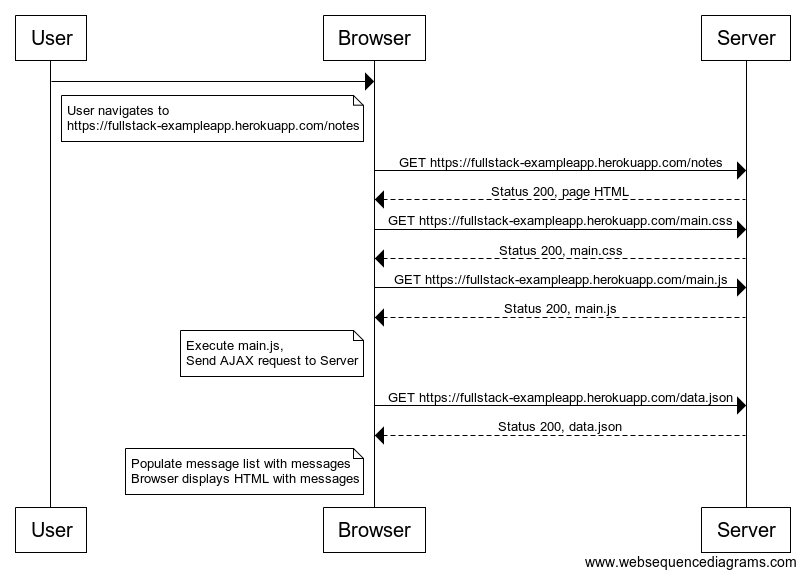 User
Browser
Server
User navigates to
https://fullstack-exampleapp.herokuapp.com/notes
GET https://fullstack-exampleapp.herokuapp.com/notes
Status 200, page HTML
GET https://fullstack-exampleapp.herokuapp.com/main.css
Status 200, main.css
GET https://fullstack-exampleapp.herokuapp.com/main.js
Status 200, main.js
Execute main.js,
Send AJAX request to Server
GET https://fullstack-exampleapp.herokuapp.com/data.json
Status 200, data.json
Populate message list with messages
Browser displays HTML with messages
User
Browser
Server
www.websequencediagrams.com